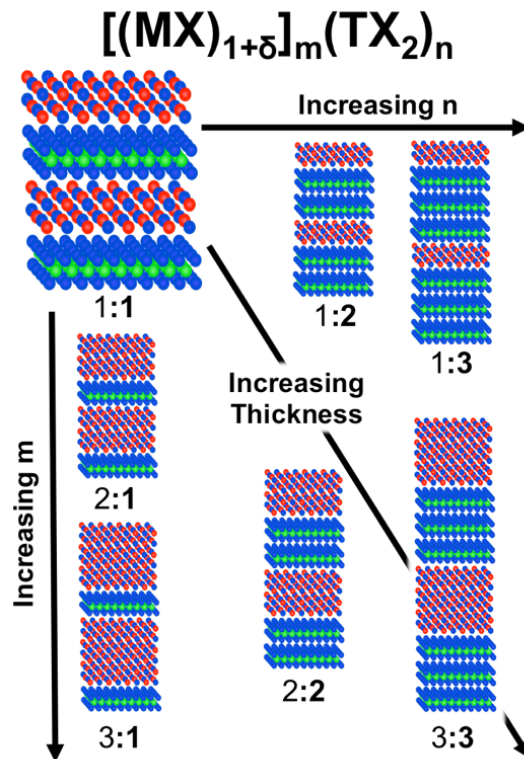 [(MX)₁₊δ]ₘ(TX₂)ₙ
Increasing n
1:1
1:2
1:3
Increasing
Thickness
Increasing m
2:1
2:2
3:1
3:3